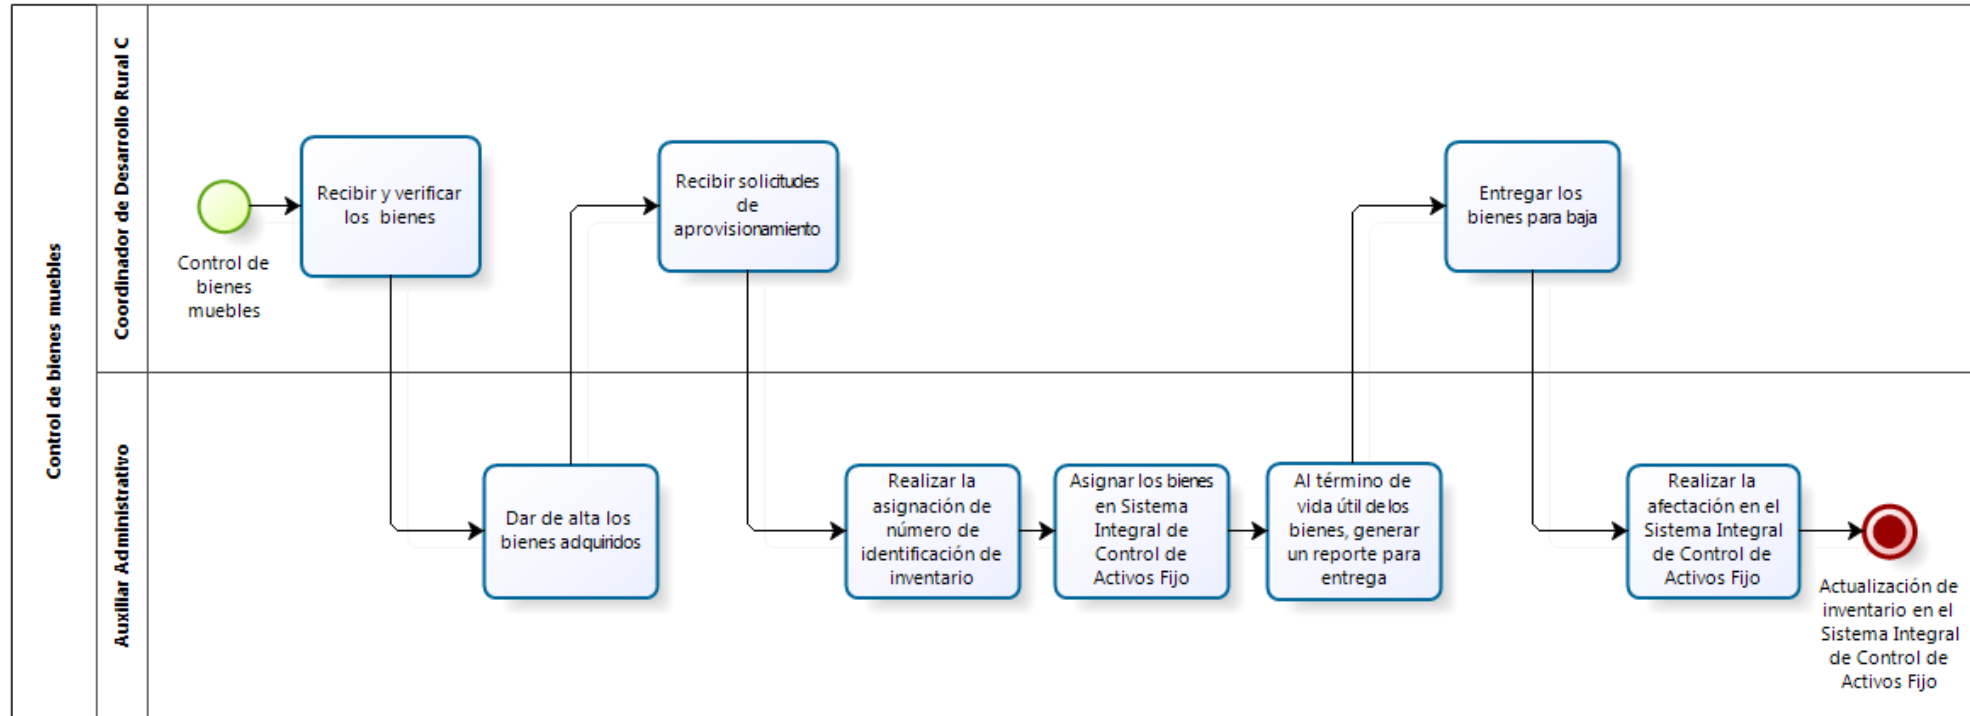 Control de bienes muebles
Coordinador de Desarrollo Rural C
Control de
bienes
muebles
Recibir y verificar
los bienes
Recibir solicitudes
de
aprovisionamiento
Entregar los
bienes para baja
Auxiliar Administrativo
Dar de alta los
bienes adquiridos
Realizar la
asignación de
número de
identificación de
inventario
Asignar los bienes
en Sistema
Integral de
Control de
Activos Fijo
Al término de
vida útil de los
bienes, generar
un reporte para
entrega
Realizar la
afectación en el
Sistema Integral
de Control de
Activos Fijo
Actualización de
inventario en el
Sistema Integral
de Control de
Activos Fijo